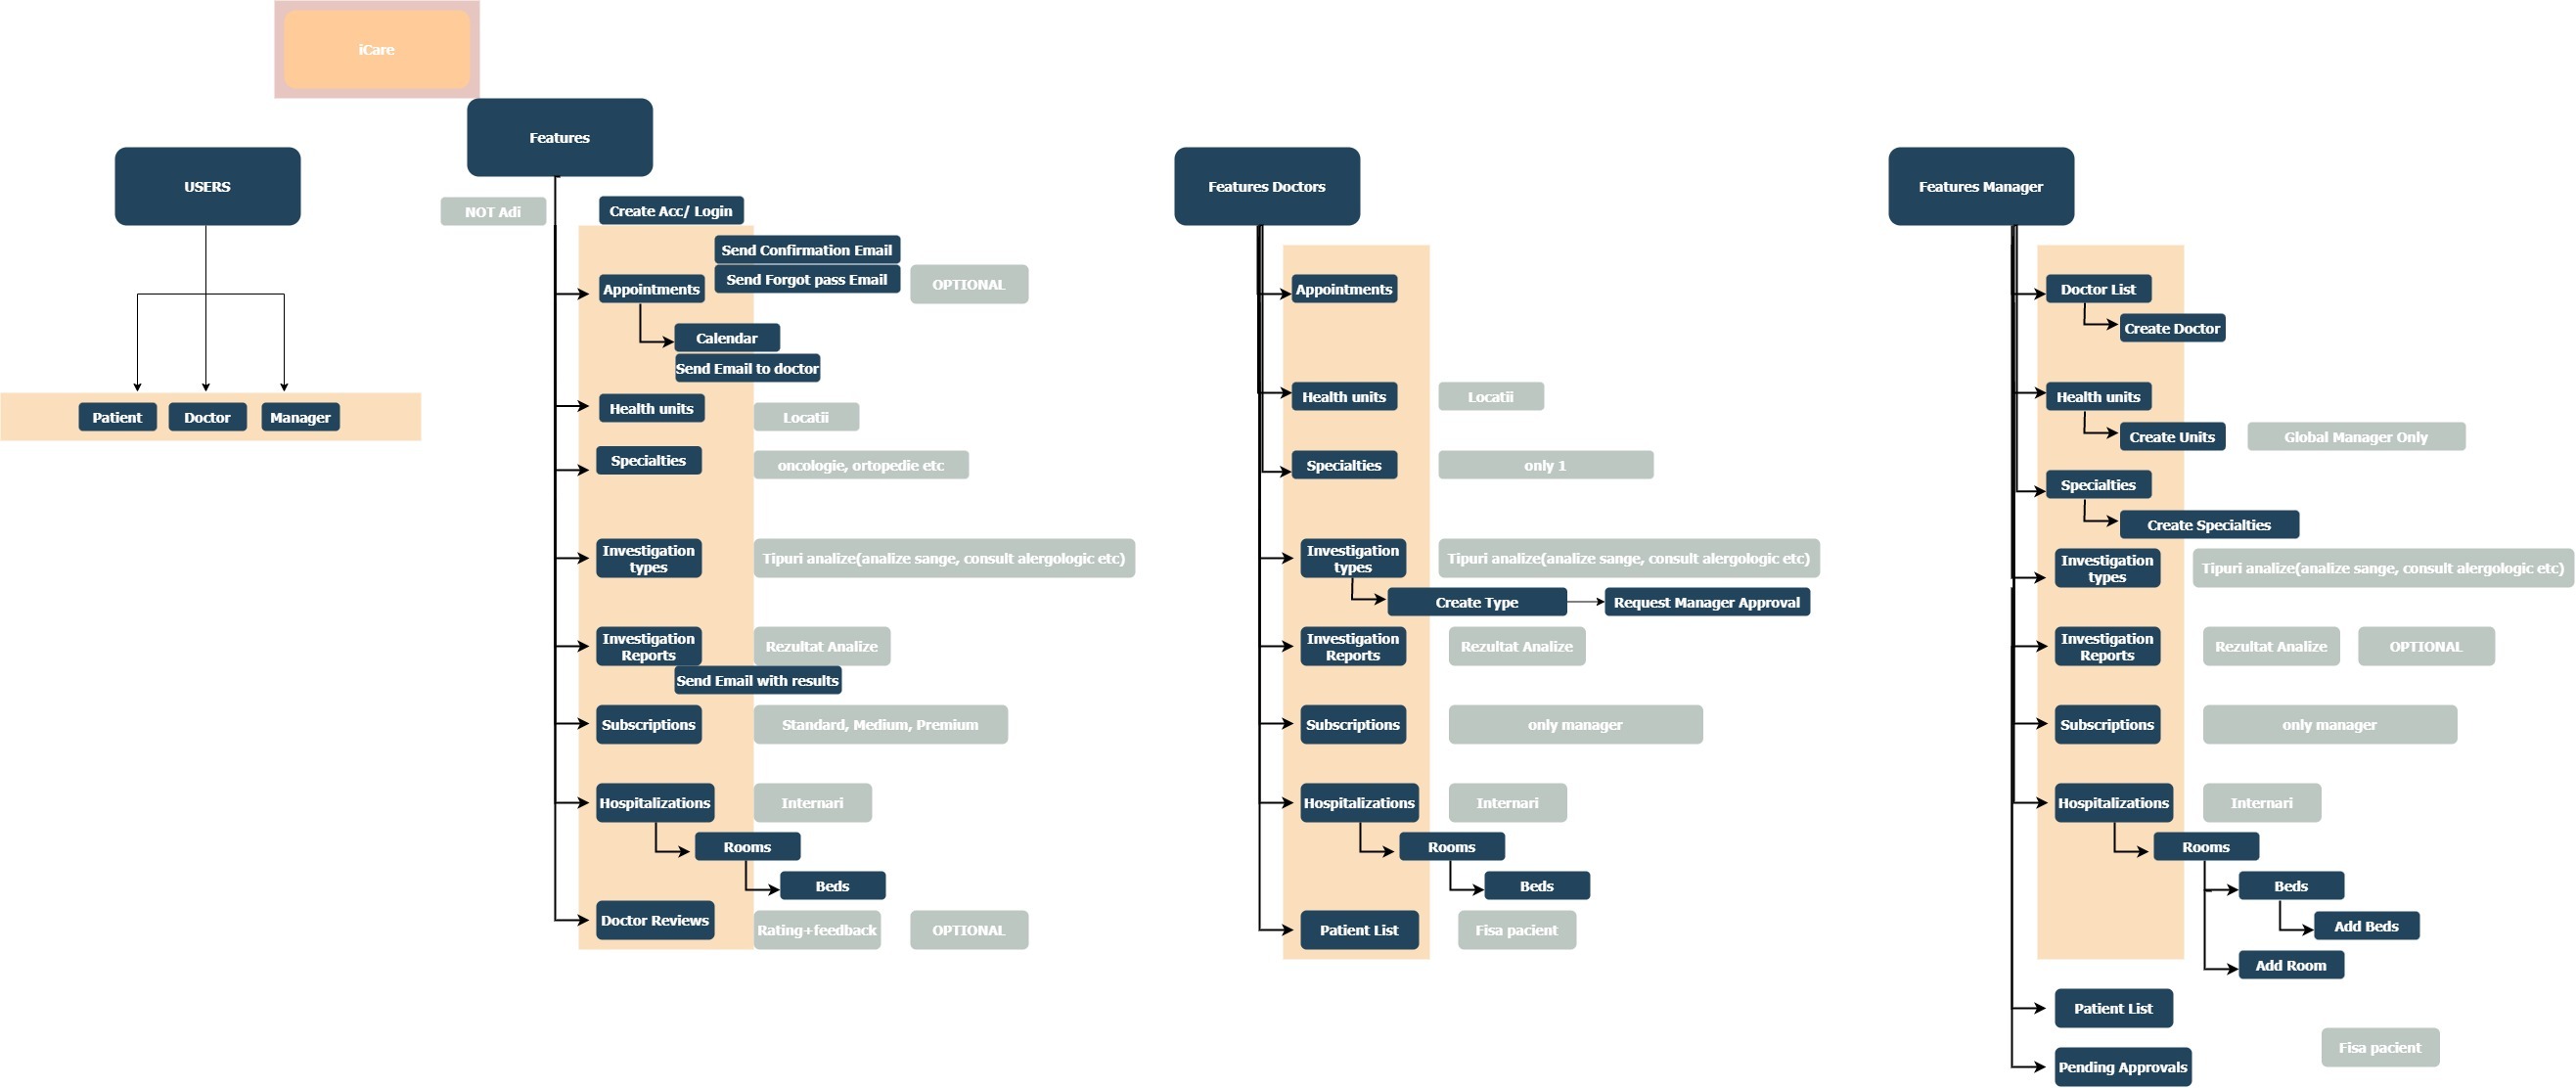 iCare
USERS
Patient
Doctor
Manager
Features
NOT Adi
Create Acc/ Login
Send Confirmation Email
Send Forgot pass Email
OPTIONAL
Appointments
Calendar
Send Email to doctor
Health units
Locatii
Specialties
oncologie, ortopedie etc
Investigation
types
Tipuri analize(analize sange, consult alergologic etc)
Investigation
Reports
Rezultat Analize
Send Email with results
Subscriptions
Standard, Medium, Premium
Hospitalizations
Internari
Rooms
Beds
Doctor Reviews
Rating+feedback
OPTIONAL
Features Doctors
Appointments
Health units
Locatii
Specialties
only 1
Investigation
types
Tipuri analize(analize sange, consult alergologic etc)
Create Type
Request Manager Approval
Investigation
Reports
Rezultat Analize
Subscriptions
only manager
Hospitalizations
Internari
Rooms
Beds
Patient List
Fisa pacient
Features Manager
Doctor List
Create Doctor
Health units
Create Units
Global Manager Only
Specialties
Create Specialties
Investigation
types
Tipuri analize(analize sange, consult alergologic etc)
Investigation
Reports
Rezultat Analize
OPTIONAL
Subscriptions
only manager
Hospitalizations
Internari
Rooms
Beds
Add Beds
Add Room
Patient List
Fisa pacient
Pending Approvals